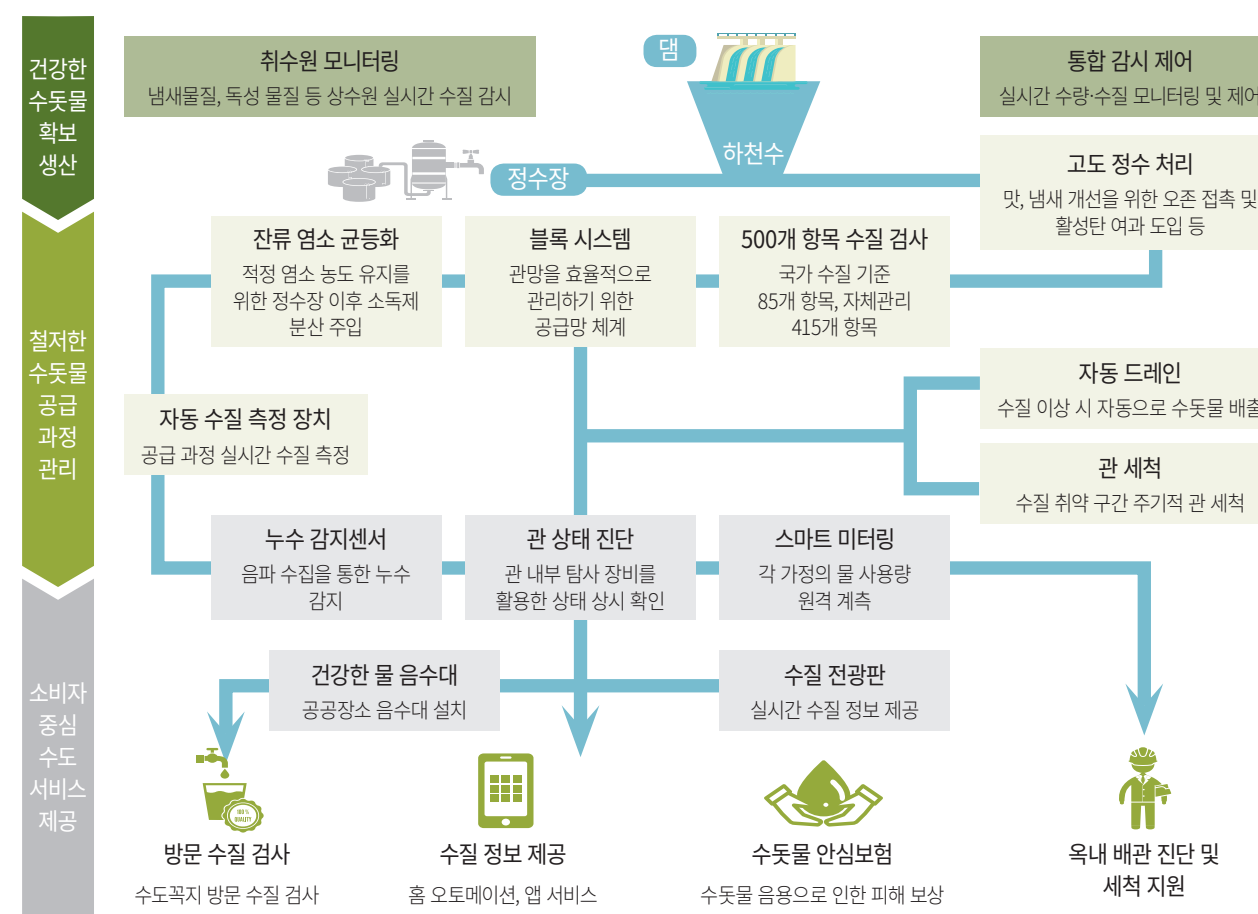 건강한
수돗물
확보
생산
취수원 모니터링
냄새물질, 독성 물질 등 상수원 실시간 수질 감시
댐
하천수
정수장
통합 감시 제어
실시간 수량·수질 모니터링 및 제어
고도 정수 처리
맛, 냄새 개선을 위한 오존 접촉 및
활성탄 여과 도입 등
철저한
수돗물
공급
과정
관리
잔류 염소 균등화
적정 염소 농도 유지를
위한 정수장 이후 소독제
분산 주입
블록 시스템
관망을 효율적으로
관리하기 위한
공급망 체계
500개 항목 수질 검사
국가 수질 기준
85개 항목, 자체관리
415개 항목
자동 수질 측정 장치
공급 과정 실시간 수질 측정
자동 드레인
수질 이상 시 자동으로 수돗물 배출
관 세척
수질 취약 구간 주기적 관 세척
누수 감지센서
음파 수집을 통한 누수
감지
관 상태 진단
관 내부 탐사 장비를
활용한 상태 상시 확인
스마트 미터링
각 가정의 물 사용량
원격 계측
소비자
중심
수도
서비스
제공
건강한 물 음수대
공공장소 음수대 설치
수질 전광판
실시간 수질 정보 제공
100 %
QUALITY
방문 수질 검사
수도꼭지 방문 수질 검사
수질 정보 제공
홈 오토메이션, 앱 서비스
수돗물 안심보험
수돗물 음용으로 인한 피해 보상
옥내 배관 진단 및
세척 지원